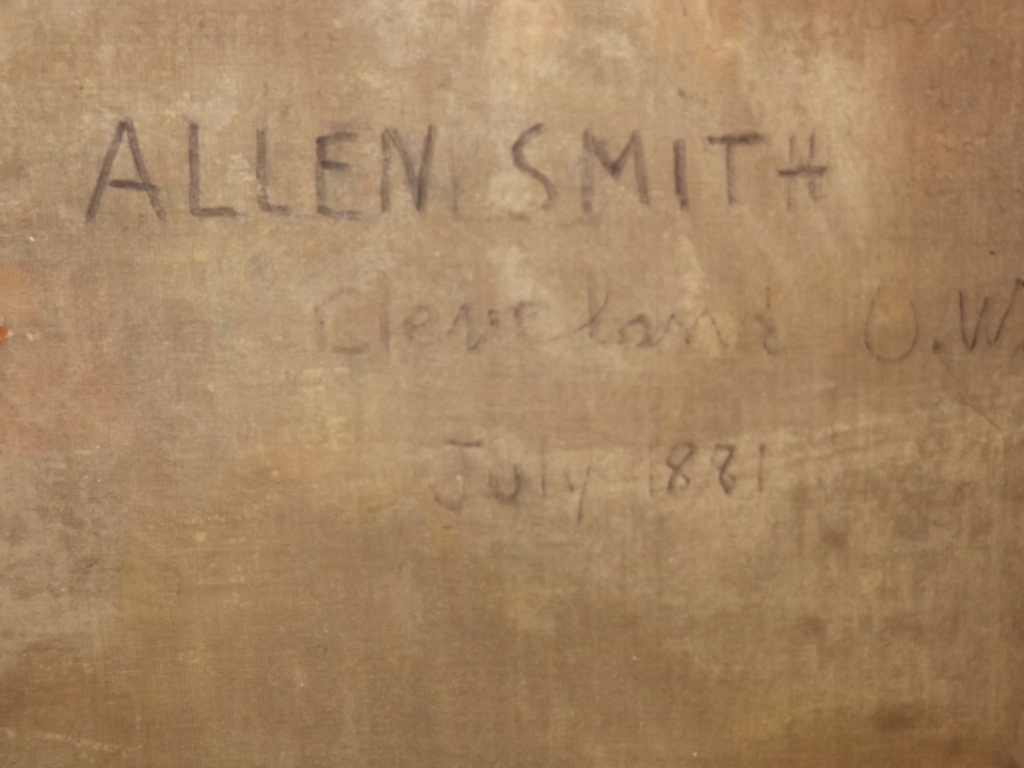 ALLEN SMITH
Cleveland O.W.
July 1881